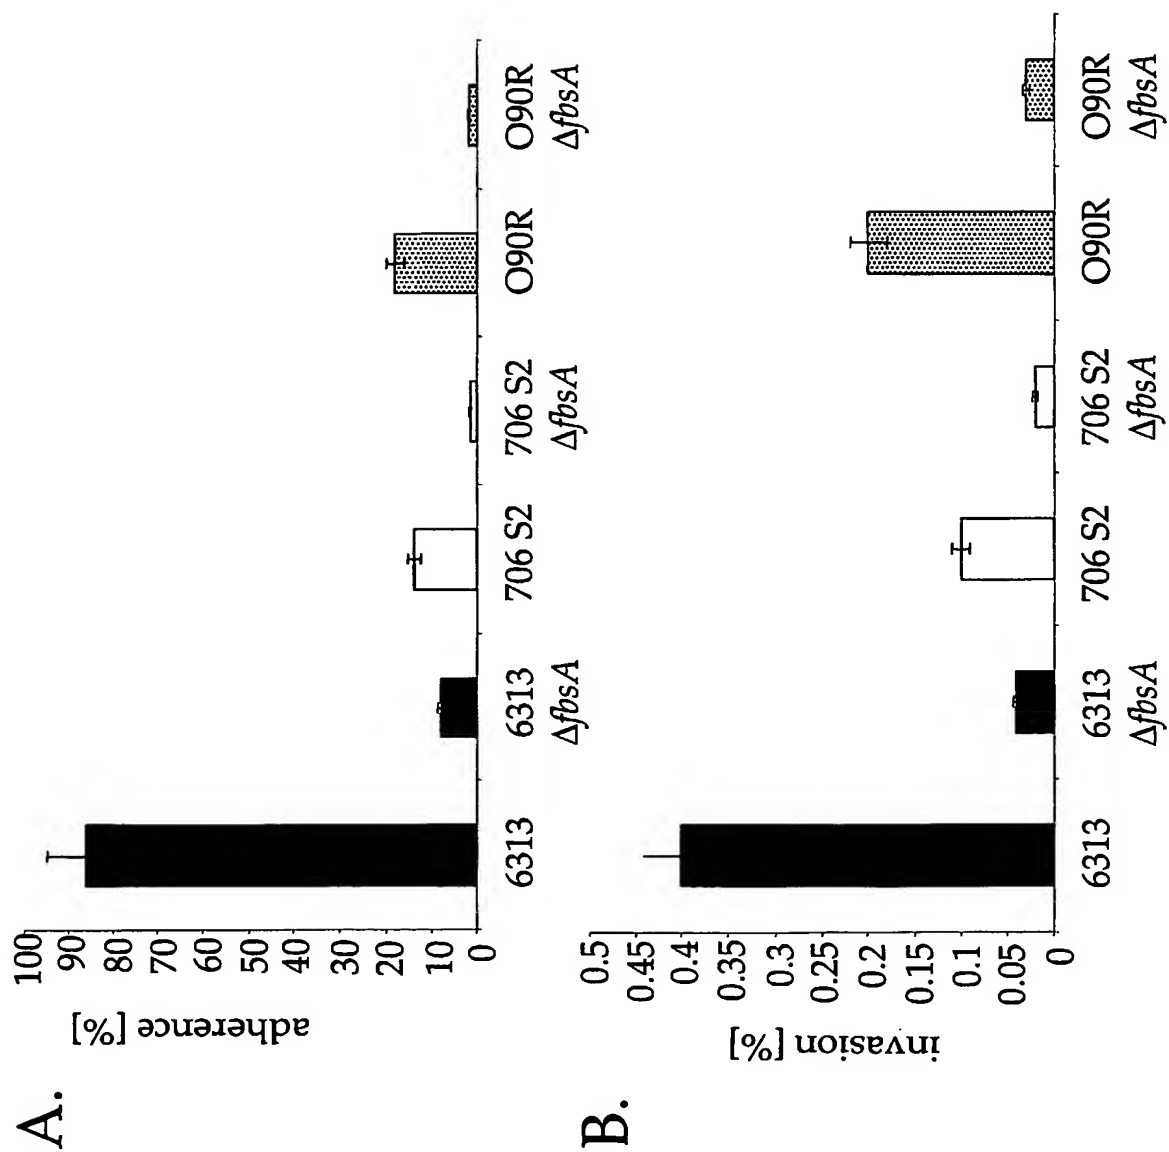 A.
adherence [%]
100
90
80
70
60
50
40
30
20
10
0
6313
6313
ΔfbsA
706 S2
706 S2
ΔfbsA
O90R
O90R
ΔfbsA
B.
invasion [%]
0.5
0.45
0.4
0.35
0.3
0.25
0.2
0.15
0.1
0.05
0
6313
6313
ΔfbsA
706 S2
706 S2
ΔfbsA
O90R
O90R
ΔfbsA